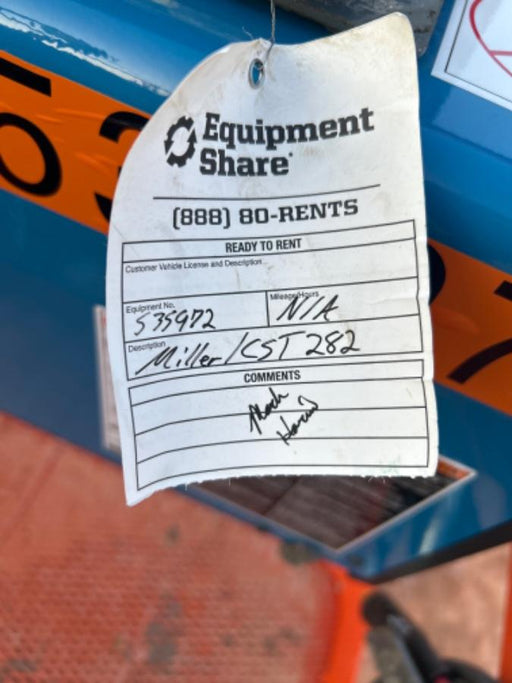 Equipment
Share
(888) 80-RENTS
READY TO RENT
Customer Vehicle License and Description
Equipment No.
535972
Mileage/Hours
N/A
Description
Miller/CST 282
COMMENTS